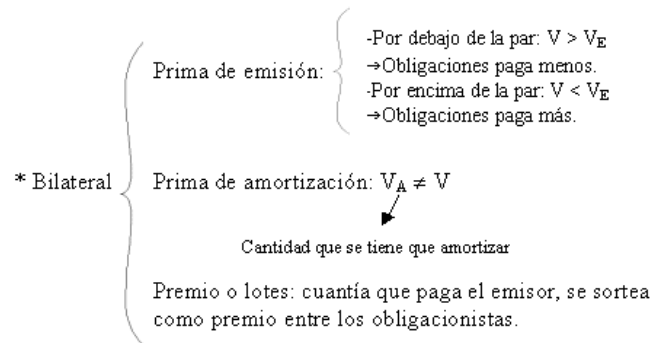 -Por debajo de la par: V > V_E
→Obligaciones paga menos.
Prima de emisión:
-Por encima de la par: V < V_E
→Obligaciones paga más.
* Bilateral
Prima de amortización: V_A ≠ V
Cantidad que se tiene que amortizar
Premio o lotes: cuantía que paga el emisor, se sortea
como premio entre los obligacionistas.